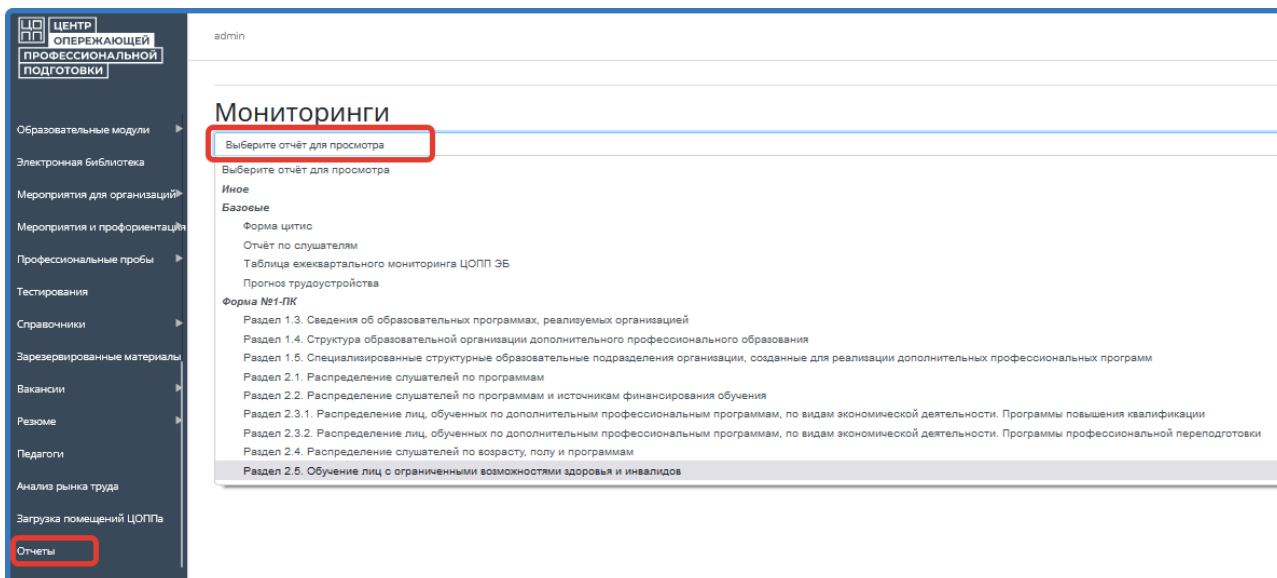 ЦОПП ЦЕНТР
ОПЕРЕЖАЮЩЕЙ
ПРОФЕССИОНАЛЬНОЙ
ПОДГОТОВКИ
Образовательные модули
Электронная библиотека
Мероприятия для организаций
Мероприятия и профориентация
Профессиональные пробы
Тестирования
Справочники
Зарезервированные материалы
Вакансии
Резюме
Педагоги
Анализ рынка труда
Загрузка помещений ЦОППа
Отчеты
admin
Мониторинги
Выберите отчёт для просмотра
Выберите отчёт для просмотра
Иное
Базовые
Форма цитис
Отчёт по слушателям
Таблица ежеквартального мониторинга ЦОПП ЭБ
Прогноз трудоустройства
Форма №1-ПК
Раздел 1.3. Сведения об образовательных программах, реализуемых организацией
Раздел 1.4. Структура образовательной организации дополнительного профессионального образования
Раздел 1.5. Специализированные структурные образовательные подразделения организации, созданные для реализации дополнительных профессиональных программ
Раздел 2.1. Распределение слушателей по программам
Раздел 2.2. Распределение слушателей по программам и источникам финансирования обучения
Раздел 2.3.1. Распределение лиц, обученных по дополнительным профессиональным программам, по видам экономической деятельности. Программы повышения квалификации
Раздел 2.3.2. Распределение лиц, обученных по дополнительным профессиональным программам, по видам экономической деятельности. Программы профессиональной переподготовки
Раздел 2.4. Распределение слушателей по возрасту, полу и программам
Раздел 2.5. Обучение лиц с ограниченными возможностями здоровья и инвалидов